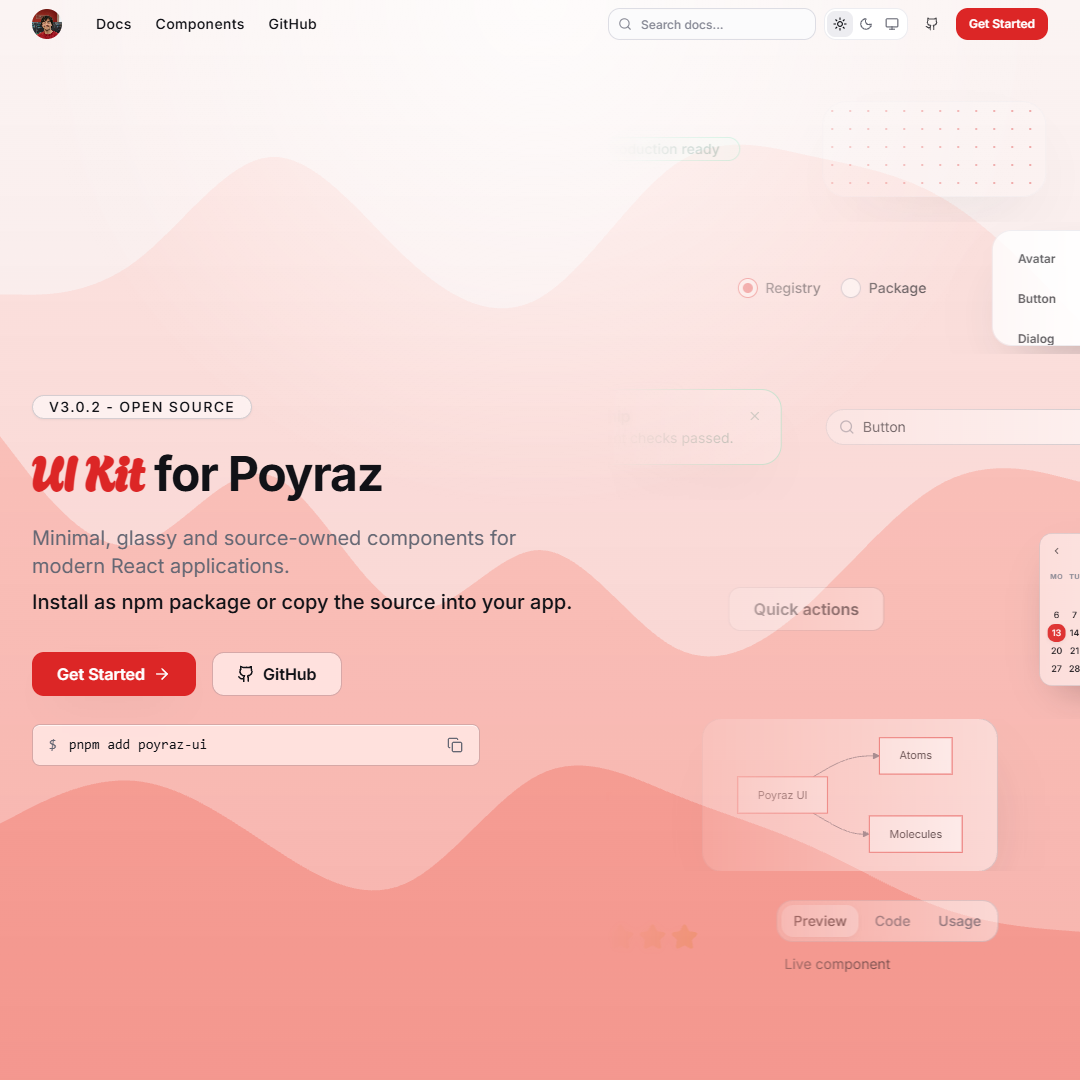 Docs Components GitHub Search docs... Get Started
ready
Registry Package
Avatar
Button
Dialog
V3.0.2 - OPEN SOURCE
checks passed.
Button
UI Kit for Poyraz
Minimal, glassy and source-owned components for
modern React applications.
Install as npm package or copy the source into your app.
MO TU
6 7
13 14
20 21
27 28
Quick actions
Get Started GitHub
$ pnpm add poyraz-ui
Atoms
Poyraz UI
Molecules
Preview Code Usage
Live component